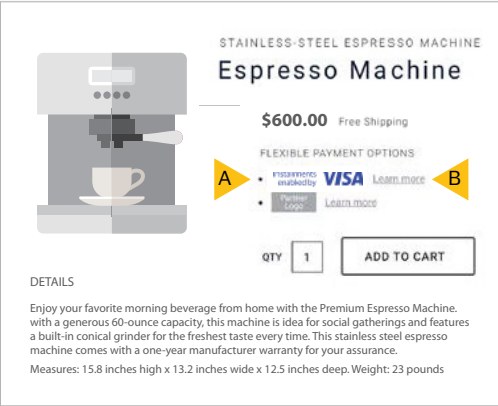 STAINLESS-STEEL ESPRESSO MACHINE
Espresso Machine
$600.00 Free Shipping
FLEXIBLE PAYMENT OPTIONS
A • Installments enabled by VISA Learn more B
• Partner Logo Learn more
QTY 1 ADD TO CART
DETAILS
Enjoy your favorite morning beverage from home with the Premium Espresso Machine.
with a generous 60-ounce capacity, this machine is idea for social gatherings and features
a built-in conical grinder for the freshest taste every time. This stainless steel espresso
machine comes with a one-year manufacturer warranty for your assurance.
Measures: 15.8 inches high x 13.2 inches wide x 12.5 inches deep. Weight: 23 pounds